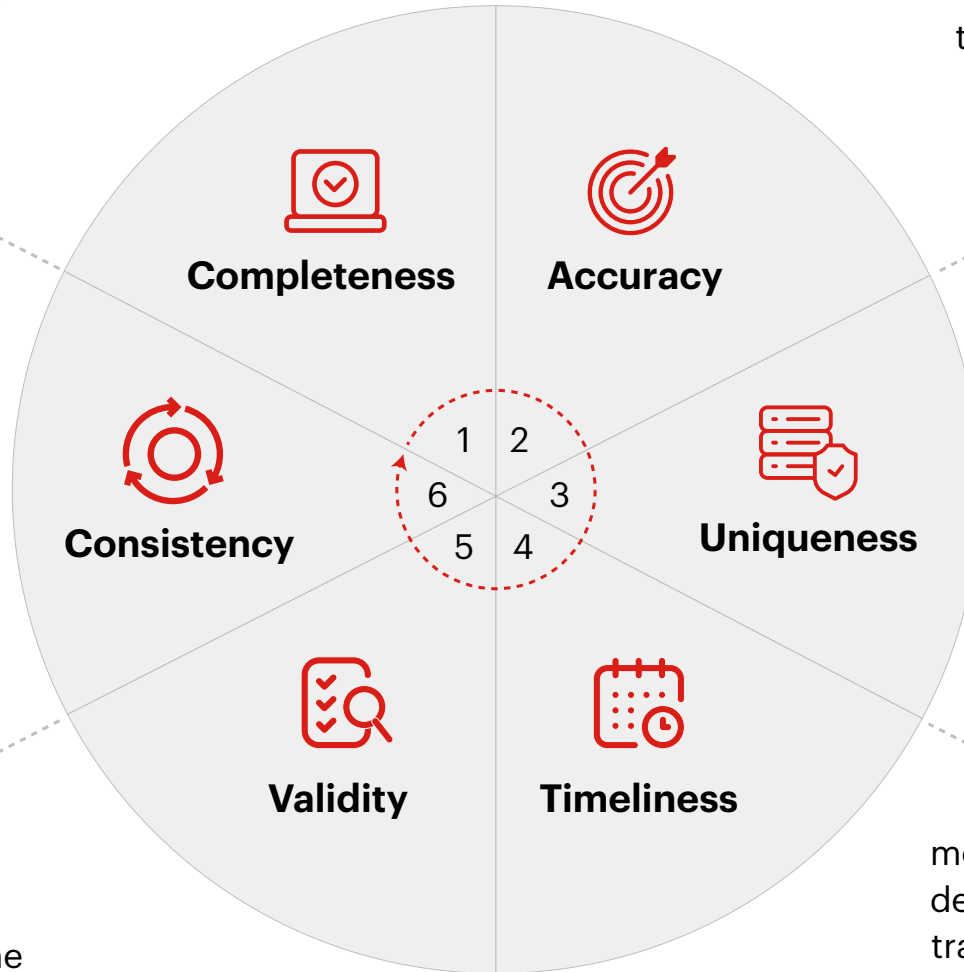 Completeness
Accuracy
1 2
6 3
5 4
Consistency
Uniqueness
Validity
Timeliness